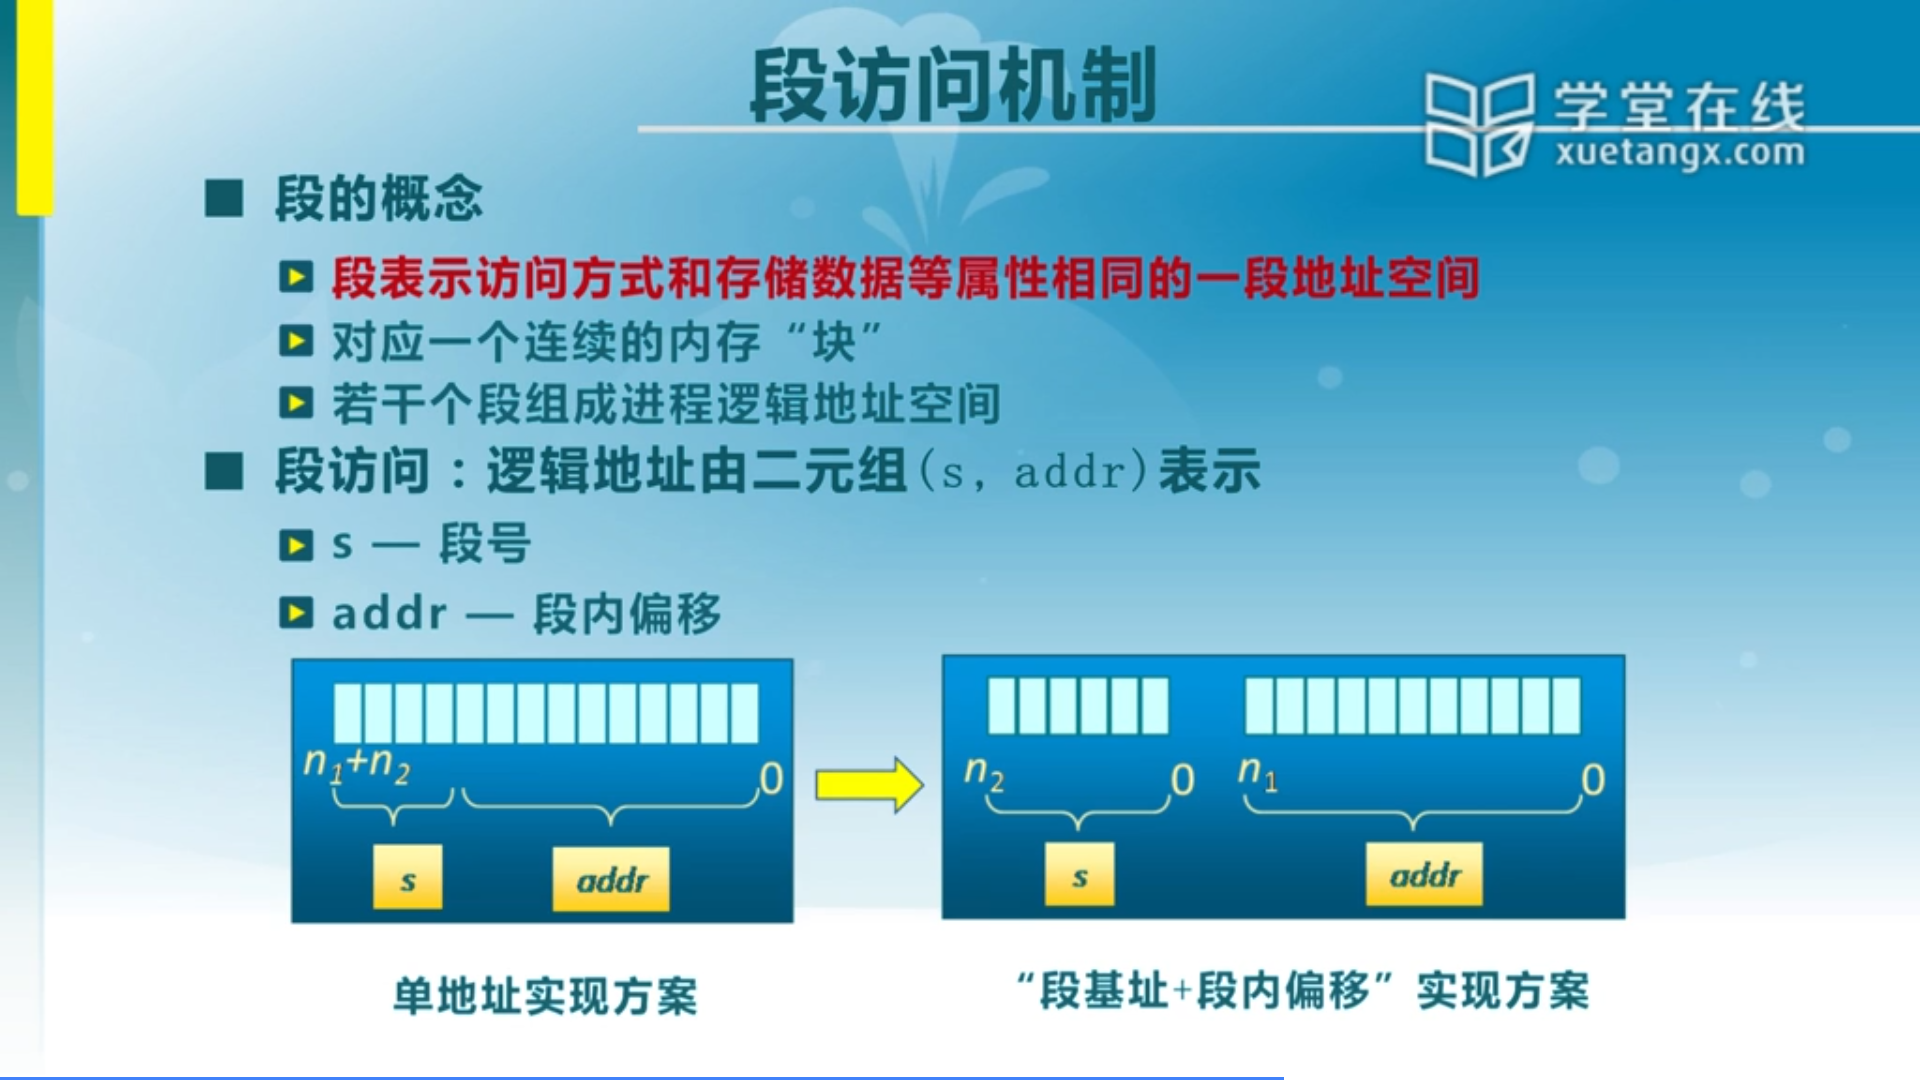 段访问机制
学堂在线
xuetangx.com
段的概念
段表示访问方式和存储数据等属性相同的一段地址空间
对应一个连续的内存“块”
若干个段组成进程逻辑地址空间
段访问：逻辑地址由二元组(s, addr)表示
s — 段号
addr — 段内偏移
n1+n2 0
s addr
n2 0 n1 0
s addr
单地址实现方案
“段基址+段内偏移”实现方案